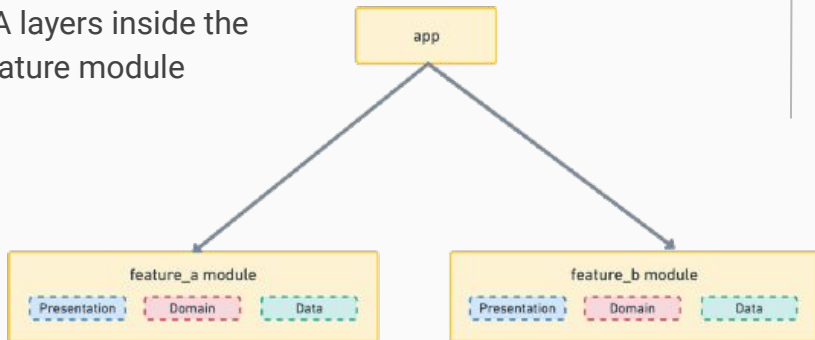 A layers inside the
ature module
app
feature_a module
Presentation Domain Data
feature_b module
Presentation Domain Data